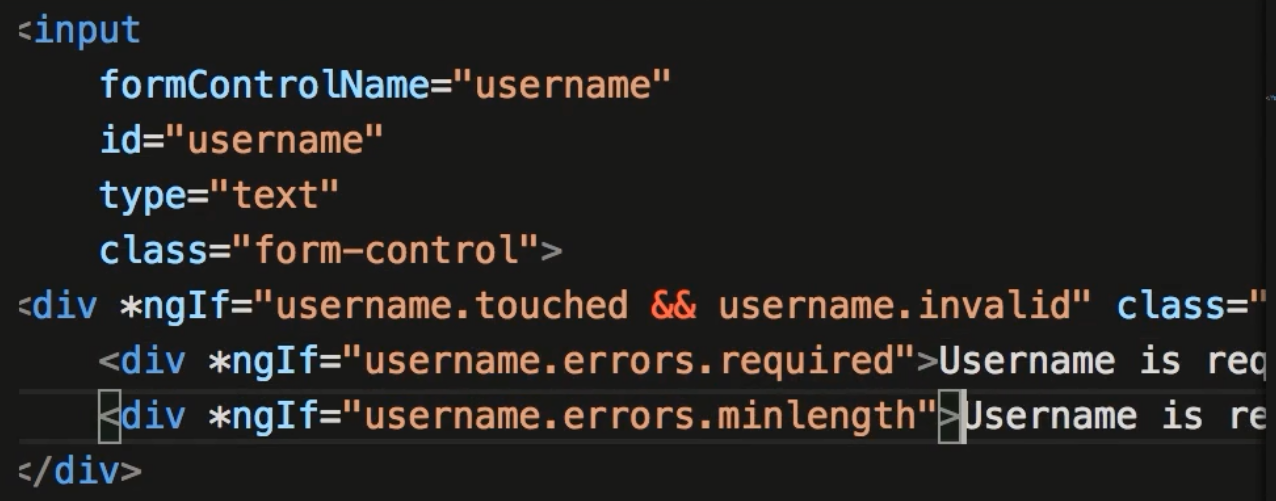 <input
formControlName="username"
id="username"
type="text"
class="form-control">
<div *ngIf="username.touched && username.invalid" class="
<div *ngIf="username.errors.required">Username is req
<div *ngIf="username.errors.minlength">Username is re
</div>